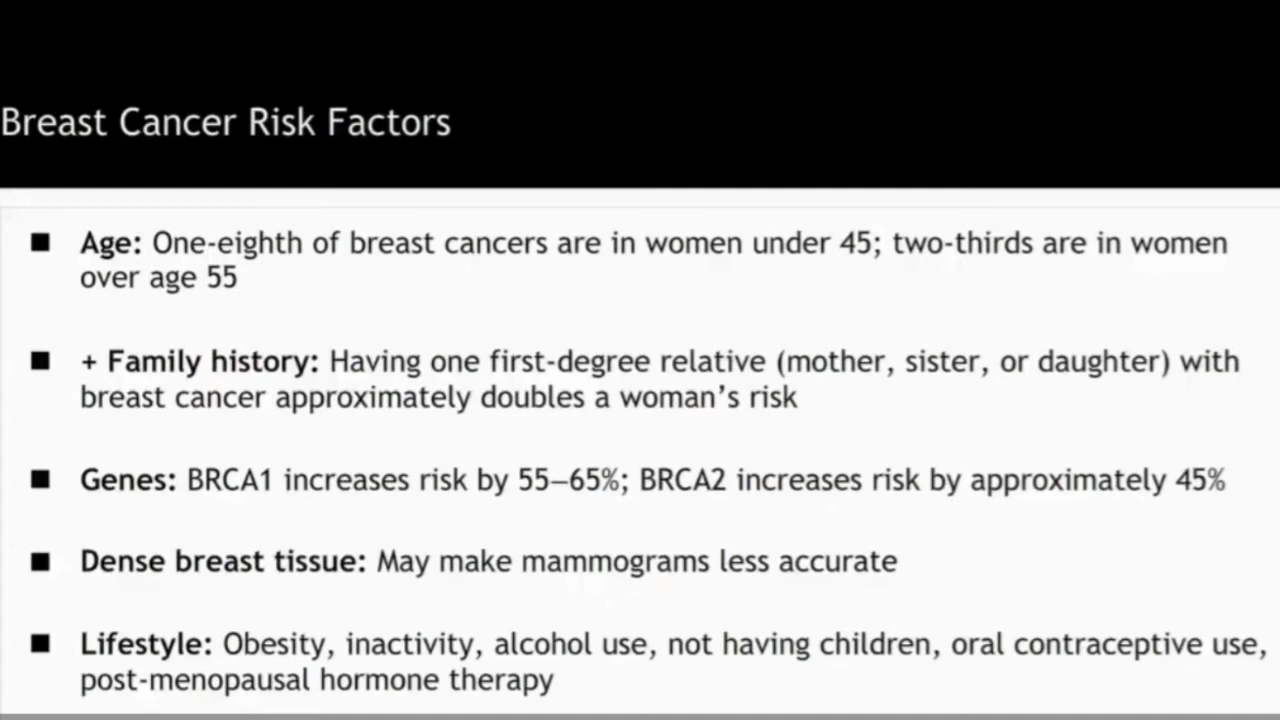 Breast Cancer Risk Factors
■ Age: One-eighth of breast cancers are in women under 45; two-thirds are in women
over age 55
■ + Family history: Having one first-degree relative (mother, sister, or daughter) with
breast cancer approximately doubles a woman’s risk
■ Genes: BRCA1 increases risk by 55–65%; BRCA2 increases risk by approximately 45%
■ Dense breast tissue: May make mammograms less accurate
■ Lifestyle: Obesity, inactivity, alcohol use, not having children, oral contraceptive use,
post-menopausal hormone therapy